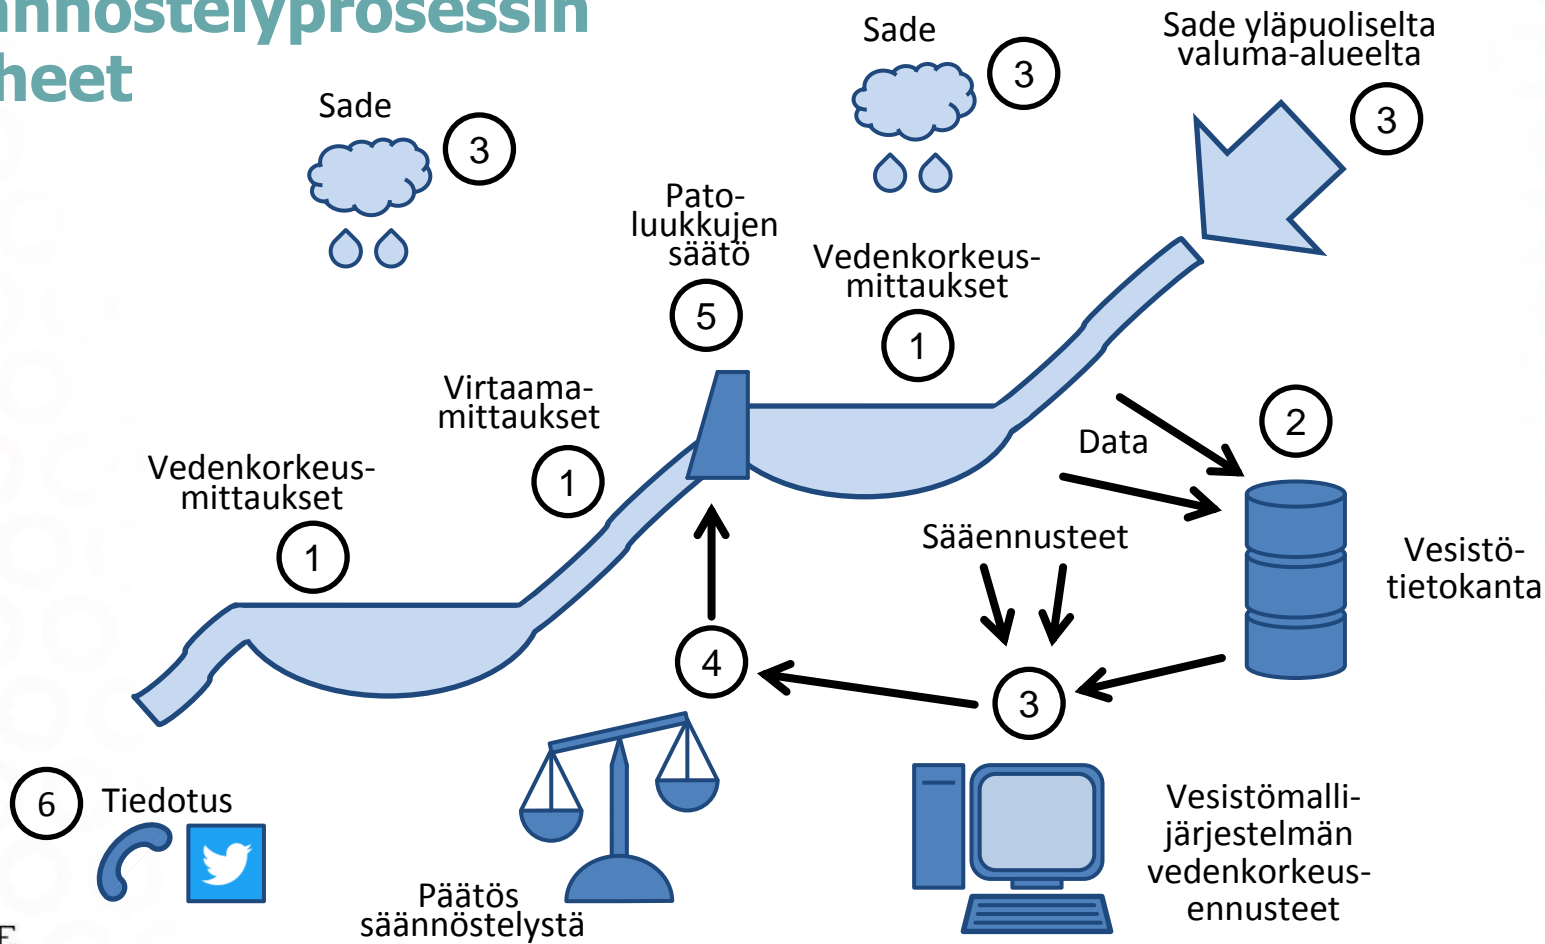 ännöstelyprosessin
heet
Sade
3
Sade
3
Sade yläpuoliselta
valuma-alueelta
3
Pato-
luukkujen
säätö
5
Vedenkorkeus-
mittaukset
1
Virtaama-
mittaukset
1
Vedenkorkeus-
mittaukset
1
Data
2
Vesistö-
tietokanta
Sääennusteet
3
4
Vesistömalli-
järjestelmän
vedenkorkeus-
ennusteet
Päätös
säännöstelystä
6 Tiedotus
E